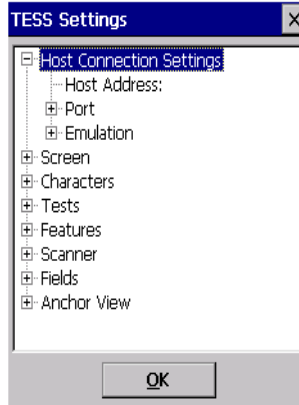 TESS Settings
Host Connection Settings
Host Address:
Port
Emulation
Screen
Characters
Tests
Features
Scanner
Fields
Anchor View
OK